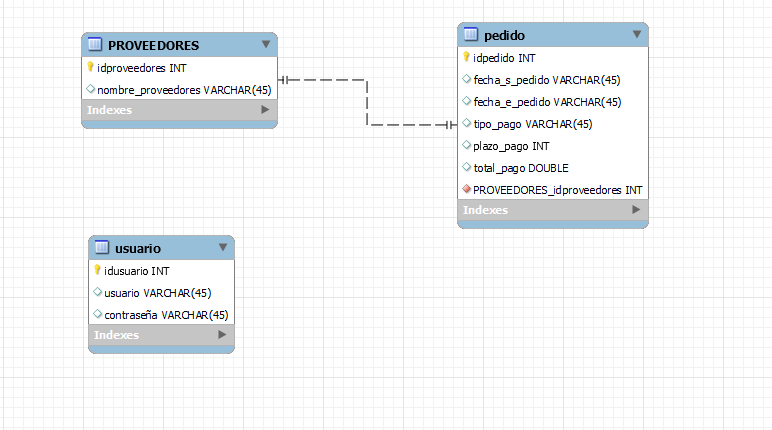 PROVEEDORES
idproveedores INT
nombre_proveedores VARCHAR(45)
Indexes
pedido
idpedido INT
fecha_s_pedido VARCHAR(45)
fecha_e_pedido VARCHAR(45)
tipo_pago VARCHAR(45)
plazo_pago INT
total_pago DOUBLE
PROVEEDORES_idproveedores INT
Indexes
usuario
idusuario INT
usuario VARCHAR(45)
contraseña VARCHAR(45)
Indexes